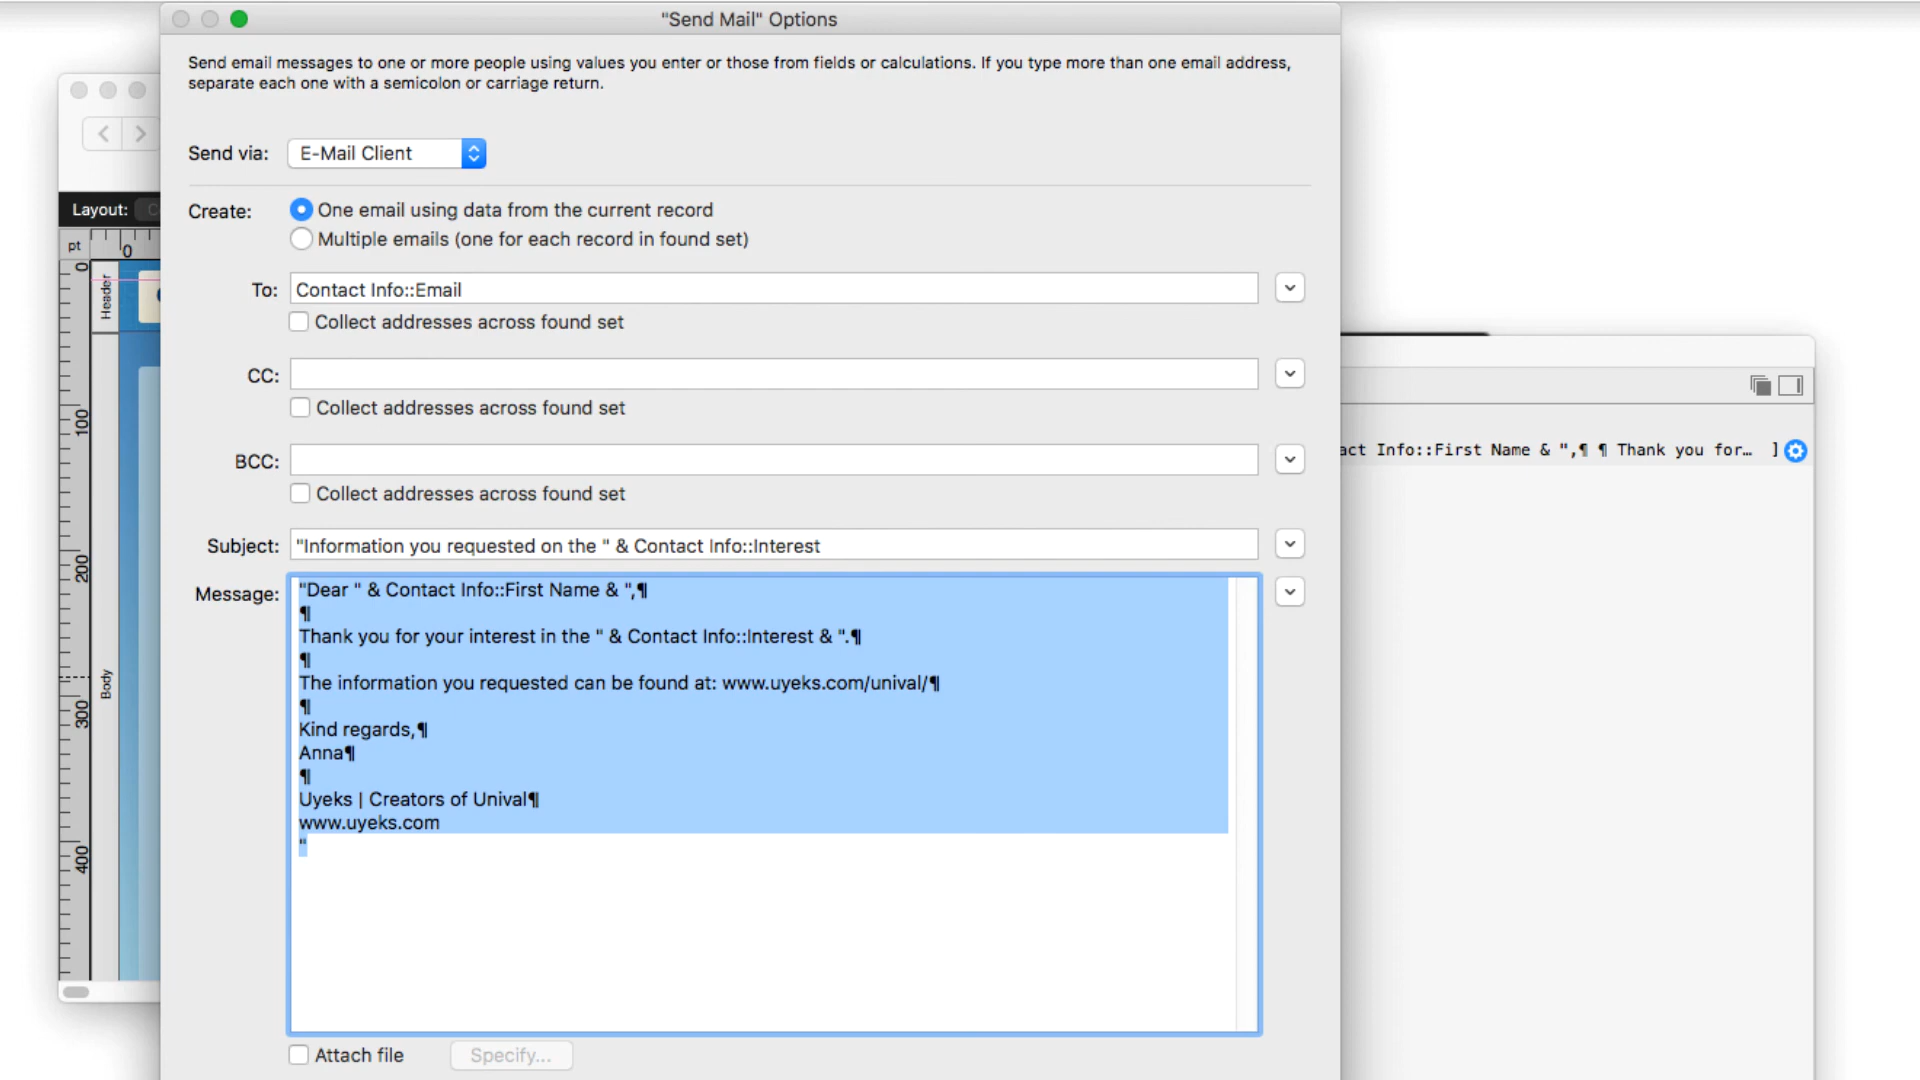 "Send Mail" Options
Send email messages to one or more people using values you enter or those from fields or calculations. If you type more than one email address,
separate each one with a semicolon or carriage return.
Send via: E-Mail Client
Layout:
Create: One email using data from the current record
Multiple emails (one for each record in found set)
pt 0
0
Header
To: Contact Info::Email
Collect addresses across found set
CC:
Collect addresses across found set
100
act Info::First Name & ",¶ ¶ Thank you for… ]
BCC:
Collect addresses across found set
Subject: "Information you requested on the " & Contact Info::Interest
200
Message: "Dear " & Contact Info::First Name & ",¶
¶
Thank you for your interest in the " & Contact Info::Interest & ".¶
¶
The information you requested can be found at: www.uyeks.com/unival/¶
Body
¶
300
Kind regards,¶
Anna¶
¶
Uyeks | Creators of Unival¶
www.uyeks.com
"
400
Attach file Specify...